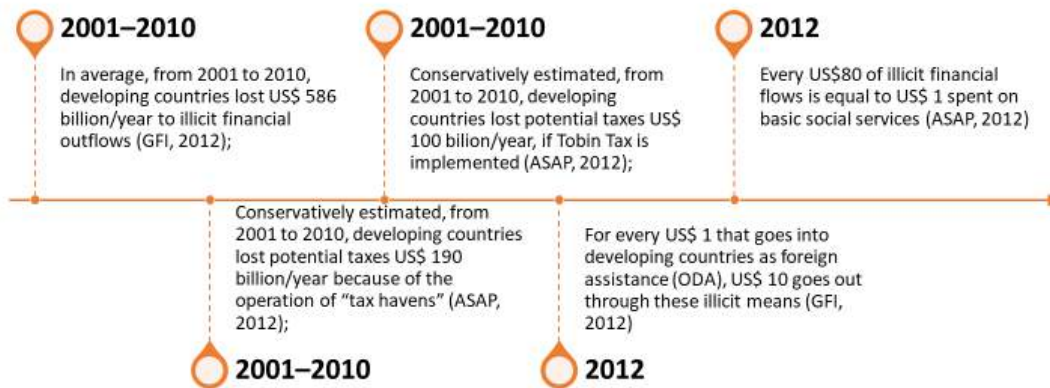 2001–2010
In average, from 2001 to 2010,
developing countries lost US$ 586
billion/year to illicit financial
outflows (GFI, 2012);
Conservatively estimated, from
2001 to 2010, developing countries
lost potential taxes US$ 190
billion/year because of the
operation of “tax havens” (ASAP,
2012);
2001–2010
2001–2010
Conservatively estimated, from
2001 to 2010, developing
countries lost potential taxes US$
100 bilion/year, if Tobin Tax is
implemented (ASAP, 2012);
For every US$ 1 that goes into
developing countries as foreign
assistance (ODA), US$ 10 goes out
through these illicit means (GFI,
2012)
2012
2012
Every US$80 of illicit financial
flows is equal to US$ 1 spent on
basic social services (ASAP, 2012)